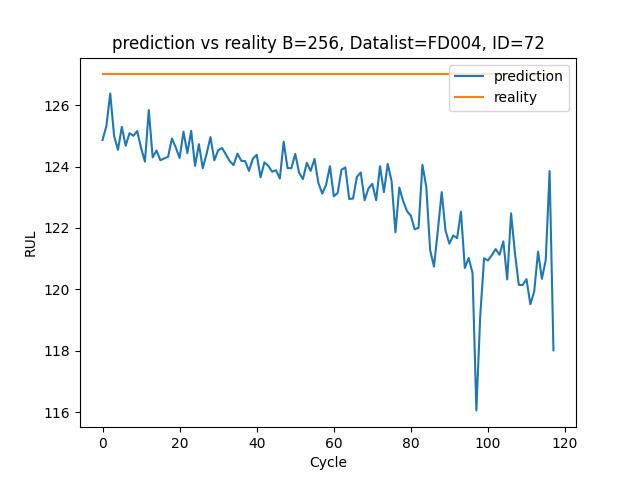 prediction vs reality B=256, Datalist=FD004, ID=72
prediction
reality
RUL
126
124
122
120
118
116
0 20 40 60 80 100 120
Cycle